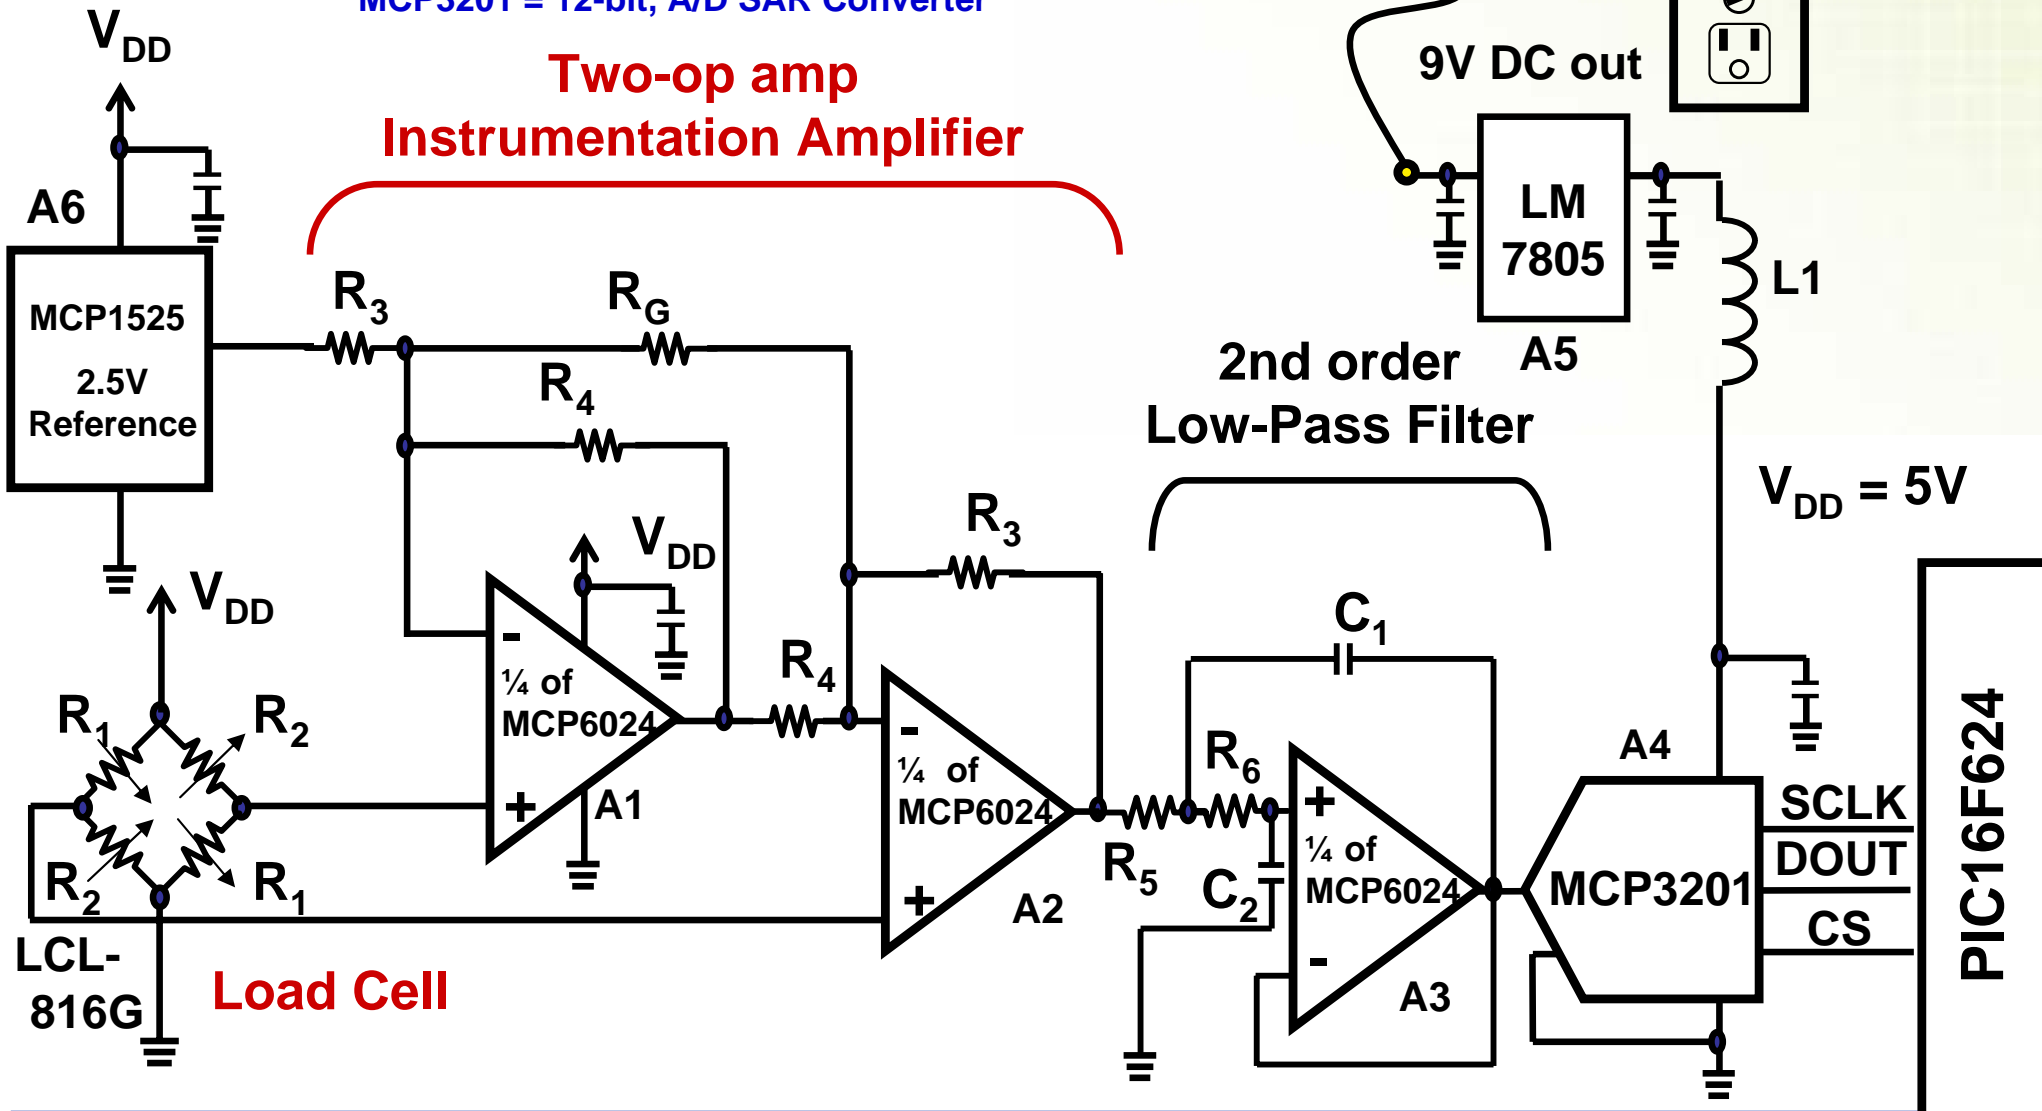 MCP3201 = 12-bit, A/D SAR Converter
VDD
Two-op amp
Instrumentation Amplifier
9V DC out
A6
LM
7805
L1
A5
MCP1525
2.5V
Reference
R3
RG
R4
2nd order
Low-Pass Filter
VDD = 5V
VDD
R3
VDD
C1
-
¼ of
MCP6024
+
A1
R4
R1
R2
R2
R1
LCL-
816G
Load Cell
-
¼ of
MCP6024
+
A2
R5
R6
C2
+
¼ of
MCP6024
-
A3
A4
MCP3201
SCLK
DOUT
CS
PIC16F624